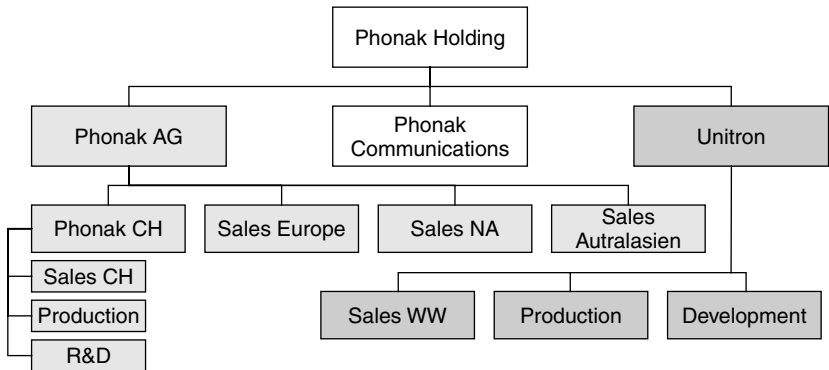 Phonak Holding
Phonak AG
Phonak
Communications
Unitron
Phonak CH
Sales Europe
Sales NA
Sales
Autralasien
Sales CH
Production
R&D
Sales WW
Production
Development